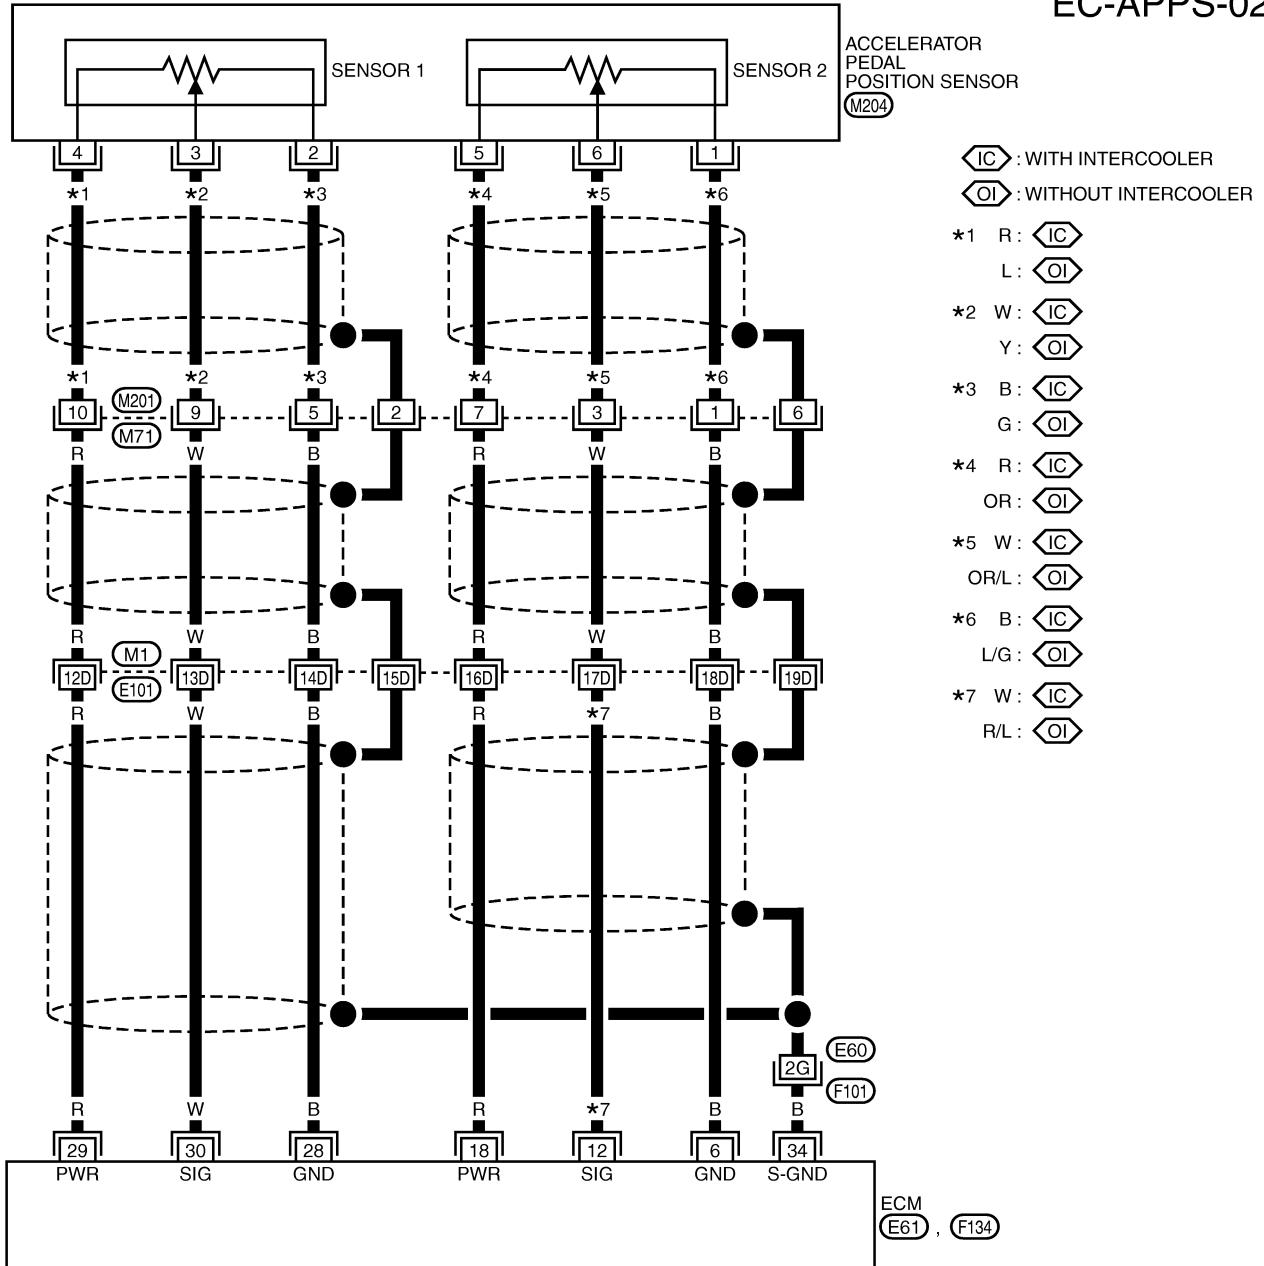 EC-APPS-02
SENSOR 1
SENSOR 2
ACCELERATOR
PEDAL
POSITION SENSOR
M204
4 3 2 5 6 1
IC : WITH INTERCOOLER
OI : WITHOUT INTERCOOLER
*1 *2 *3 *4 *5 *6
*1 R : IC
L : OI
*2 W : IC
Y : OI
*3 B : IC
G : OI
*4 R : IC
OR : OI
*5 W : IC
OR/L : OI
*6 B : IC
L/G : OI
*7 W : IC
R/L : OI
*1 *2 *3 *4 *5 *6
M201
10 9 5 2 7 3 1 6
M71
R W B R W B
R W B R W B
M1
12D 13D 14D 15D 16D 17D 18D 19D
E101
R W B R *7 B
E60
2G
F101
R W B R *7 B B
29 30 28 18 12 6 34
PWR SIG GND PWR SIG GND S-GND
ECM
E61 , F134